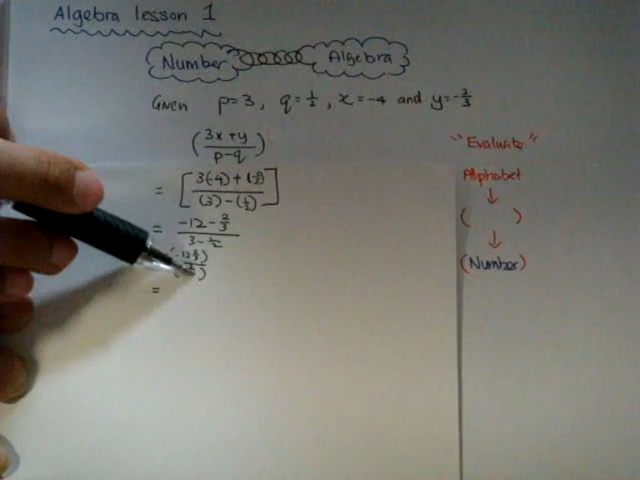 Algebra lesson 1
Number Algebra
Given p=3, q=½, x=-4 and y=-⅔
(3x+y / p-q)
"Evaluate"
Alphabet
= [3(-4)+(-⅔) / (3)-(½)]
( )
= -12-⅔ / 3-½
(Number)
=